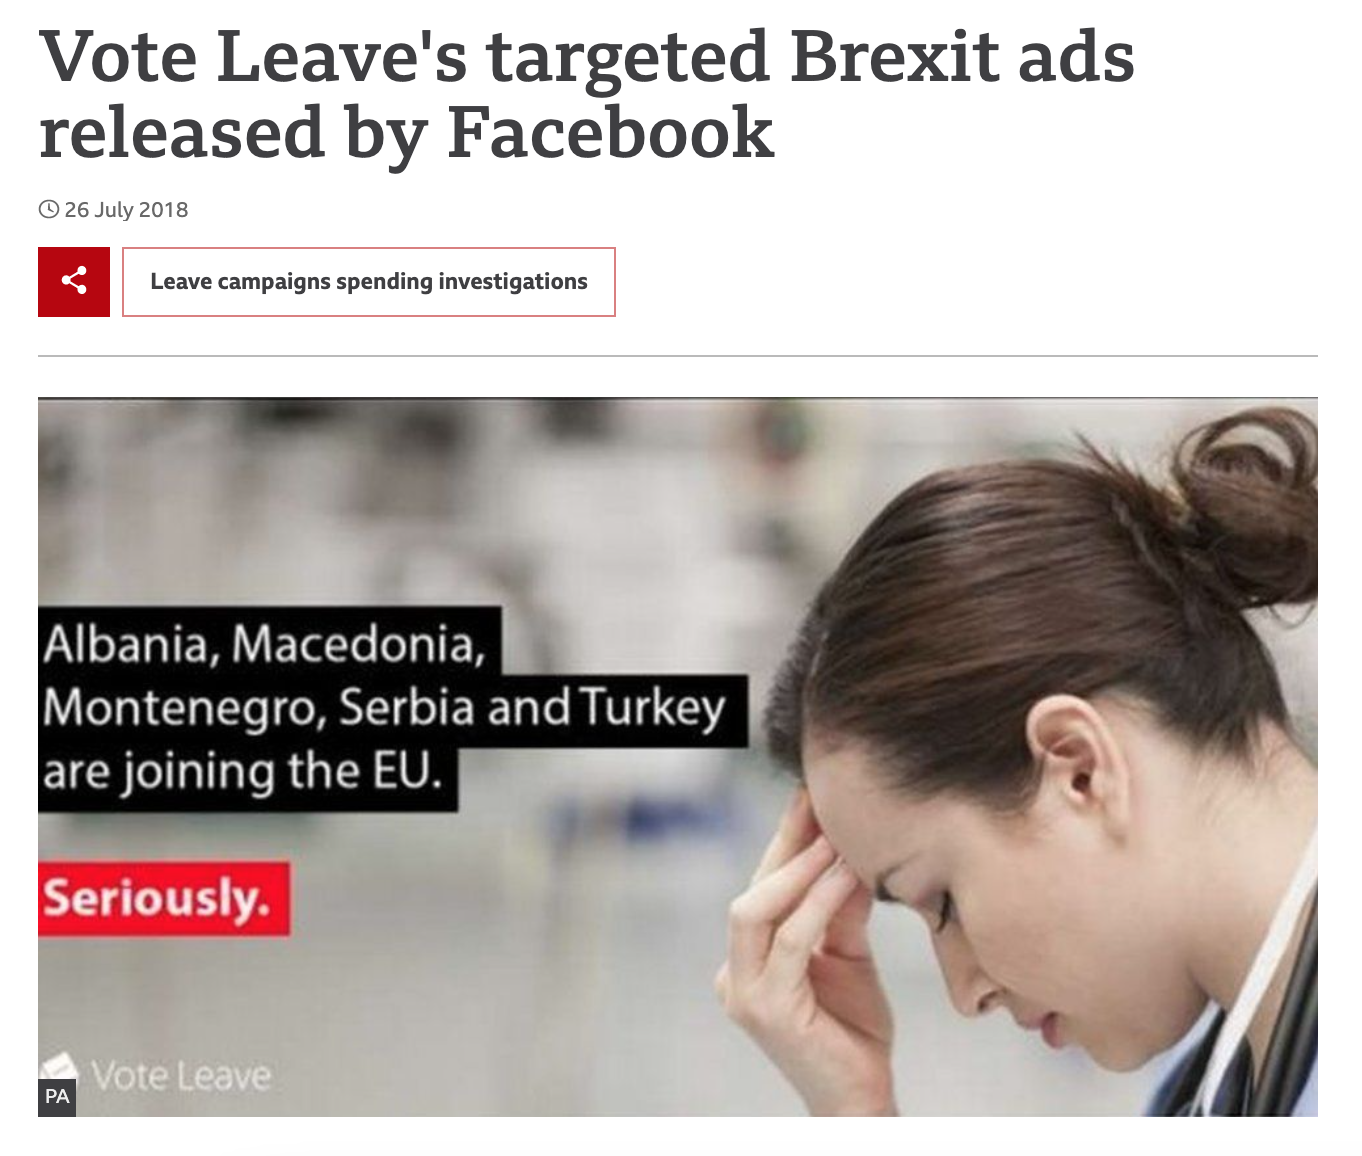 Vote Leave's targeted Brexit ads
released by Facebook
26 July 2018
Leave campaigns spending investigations
Albania, Macedonia,
Montenegro, Serbia and Turkey
are joining the EU.
Seriously.
Vote Leave
PA